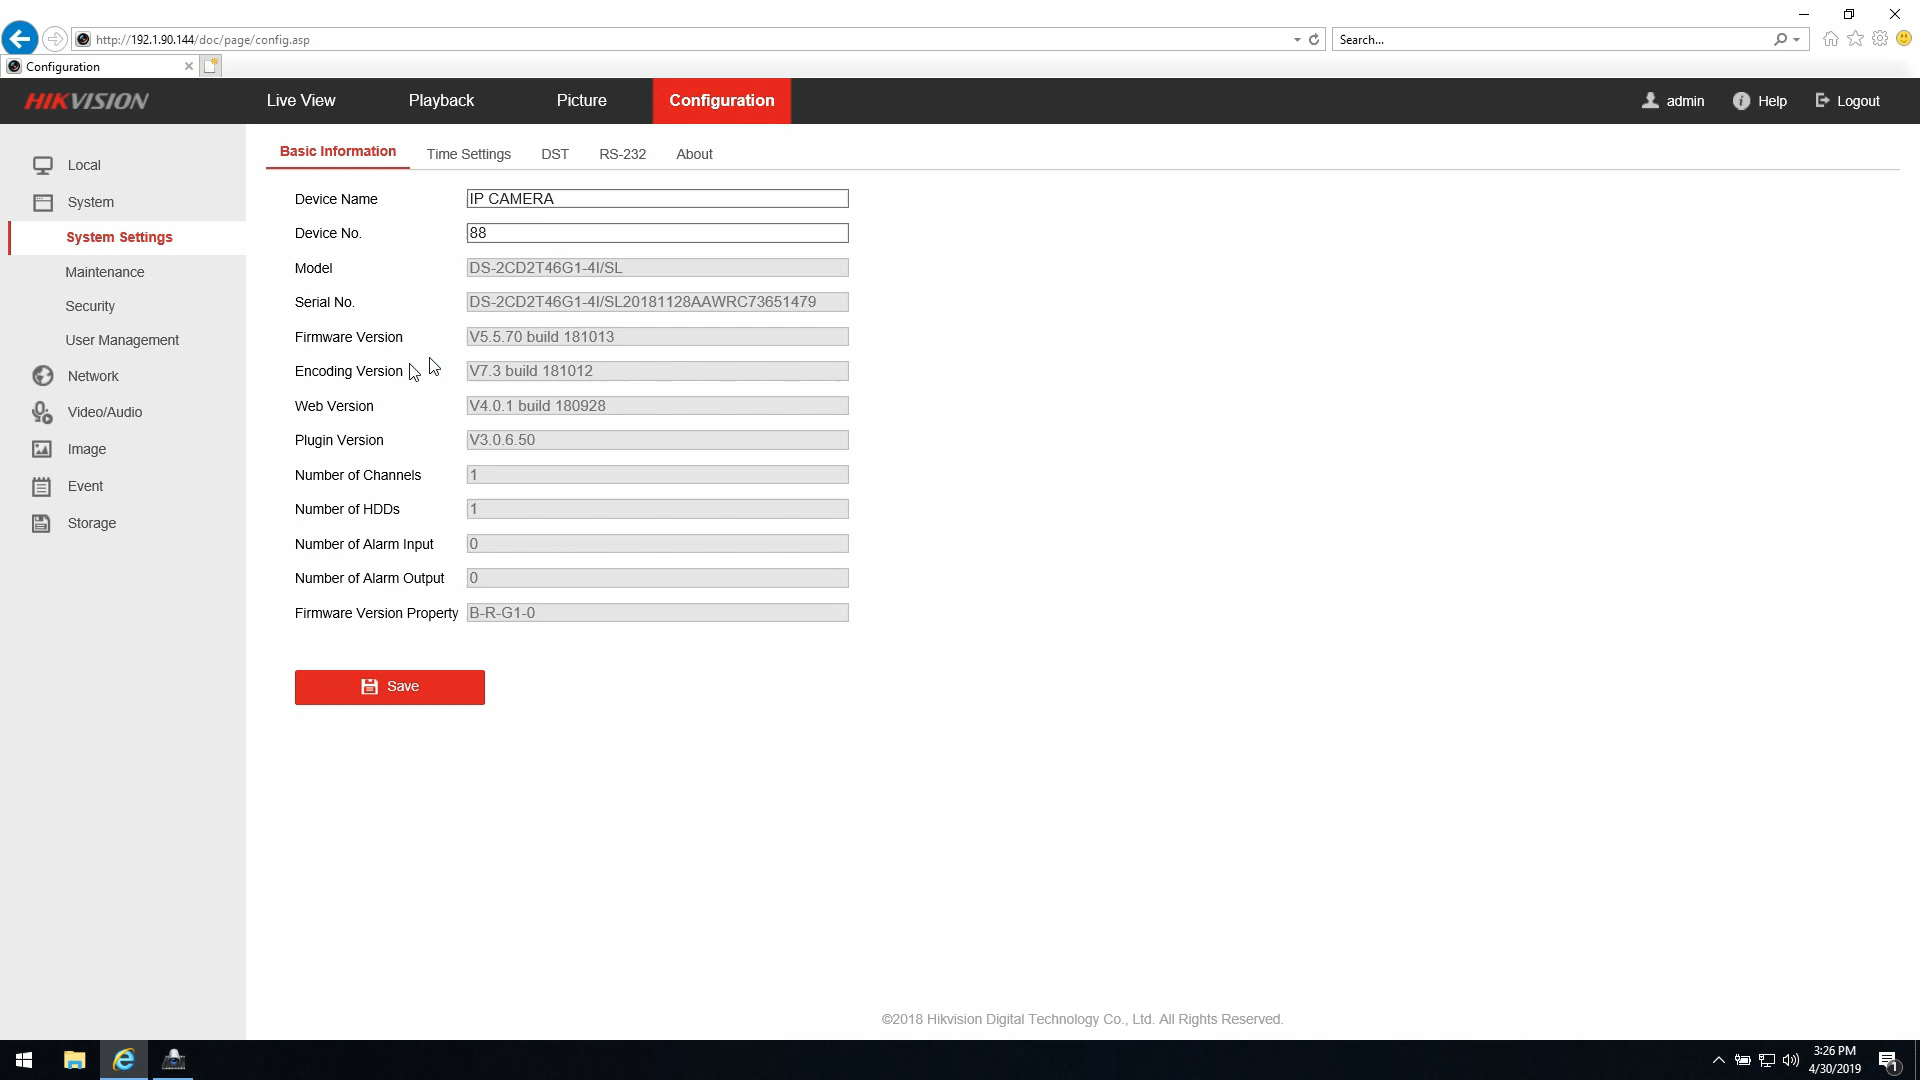 http://192.1.90.144/doc/page/config.asp
Search...
Configuration
HIKVISION
Live View
Playback
Picture
Configuration
admin
Help
Logout
Local
System
System Settings
Maintenance
Security
User Management
Network
Video/Audio
Image
Event
Storage
Basic Information
Time Settings
DST
RS-232
About
Device Name IP CAMERA
Device No. 88
Model DS-2CD2T46G1-4I/SL
Serial No. DS-2CD2T46G1-4I/SL20181128AAWRC73651479
Firmware Version V5.5.70 build 181013
Encoding Version V7.3 build 181012
Web Version V4.0.1 build 180928
Plugin Version V3.0.6.50
Number of Channels 1
Number of HDDs 1
Number of Alarm Input 0
Number of Alarm Output 0
Firmware Version Property B-R-G1-0
Save
©2018 Hikvision Digital Technology Co., Ltd. All Rights Reserved.
3:26 PM
4/30/2019
1